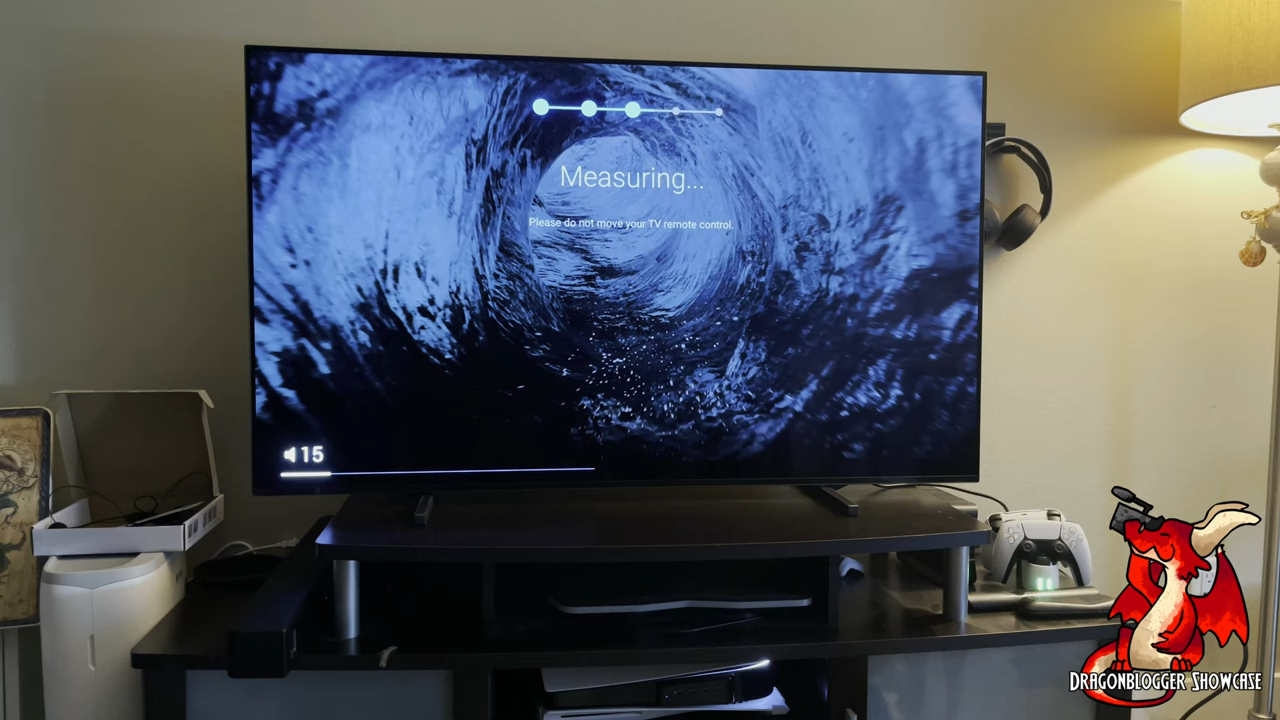 Measuring...
Please do not move your TV remote control.
15
DRAGONBLOGGER SHOWCASE